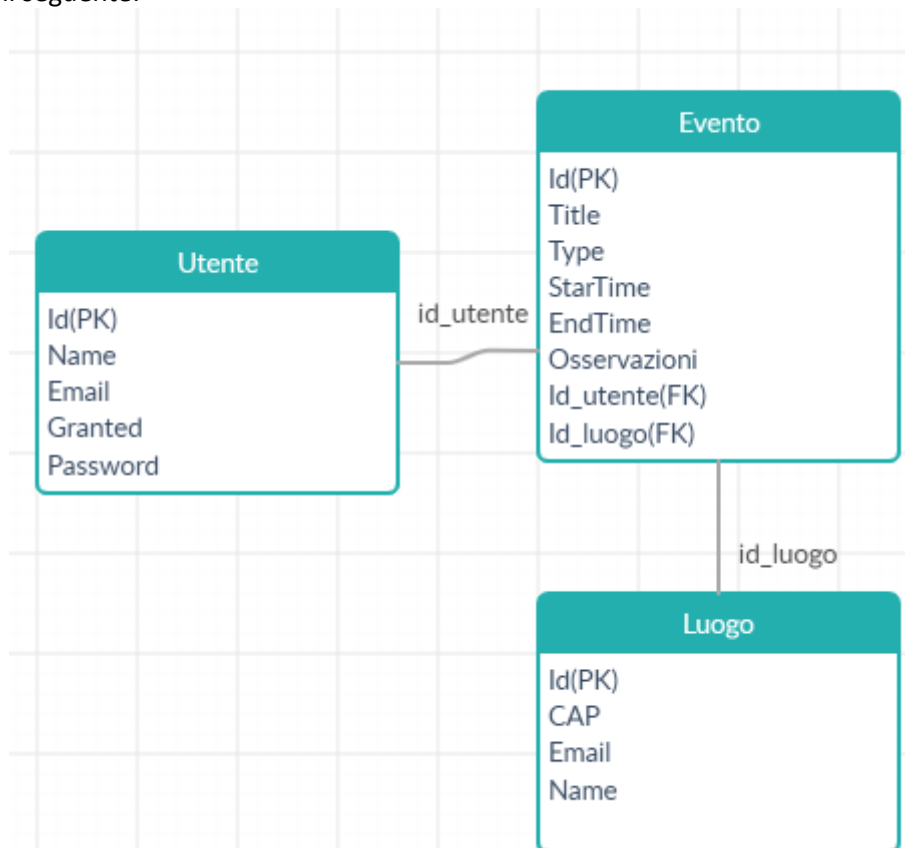 seguente:
Evento
Id(PK)
Title
Type
StarTime
EndTime
Osservazioni
Id_utente(FK)
Id_luogo(FK)
Utente
Id(PK)
Name
Email
Granted
Password
id_utente
id_luogo
Luogo
Id(PK)
CAP
Email
Name